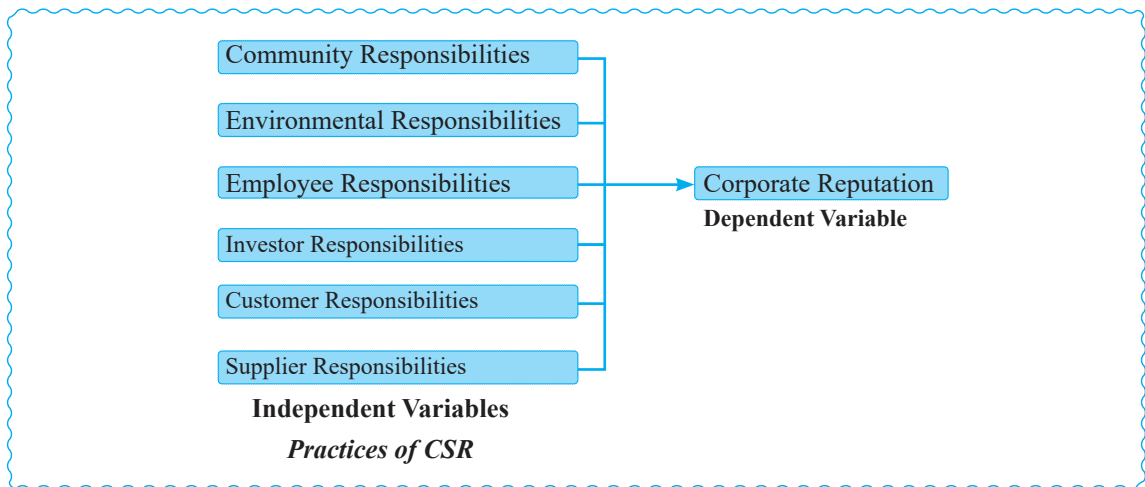 Community Responsibilities
Environmental Responsibilities
Employee Responsibilities
Investor Responsibilities
Customer Responsibilities
Supplier Responsibilities
Independent Variables
Practices of CSR
Corporate Reputation
Dependent Variable